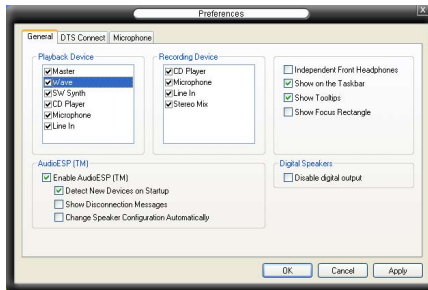 Preferences
X
General
DTS Connect
Microphone
Playback Device
Master
Wave
SW Synth
CD Player
Microphone
Line In
Recording Device
CD Player
Microphone
Line In
Stereo Mix
Independent Front Headphones
Show on the Taskbar
Show Tooltips
Show Focus Rectangle
AudioESP (TM)
Enable AudioESP (TM)
Detect New Devices on Startup
Show Disconnection Messages
Change Speaker Configuration Automatically
Digital Speakers
Disable digital output
OK
Cancel
Apply